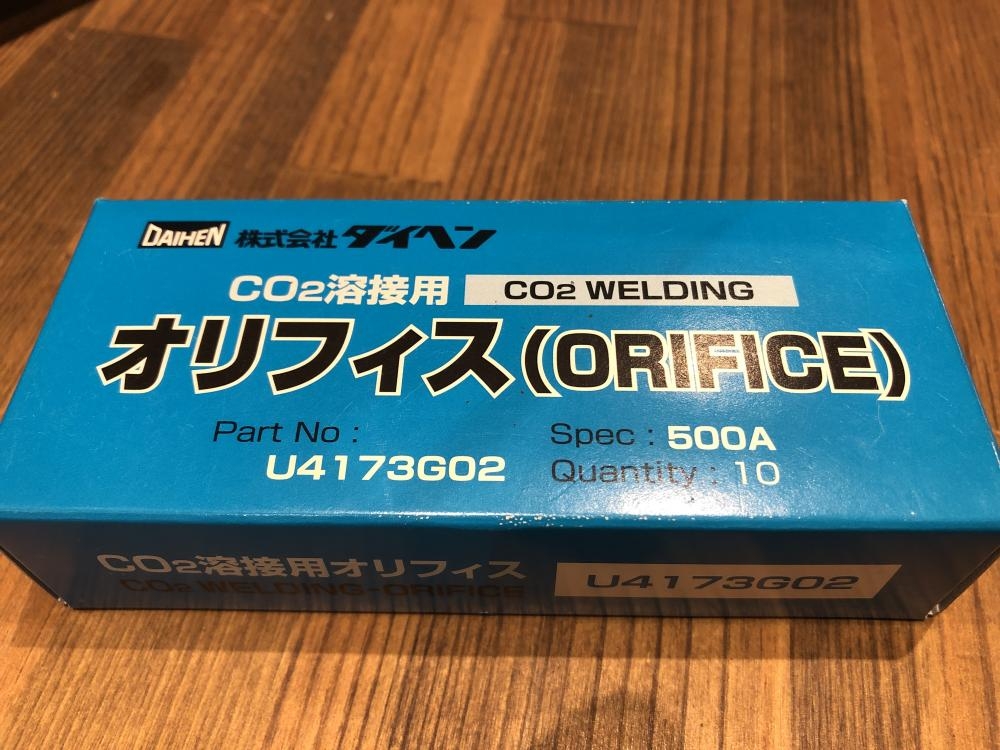 DAIHEN 株式会社 ダイヘン
CO2溶接用 CO2 WELDING
オリフィス(ORIFICE)
Part No : Spec : 500A
U4173G02 Quantity : 10
CO2溶接用オリフィス U4173G02
CO2 WELDING-ORIFICE